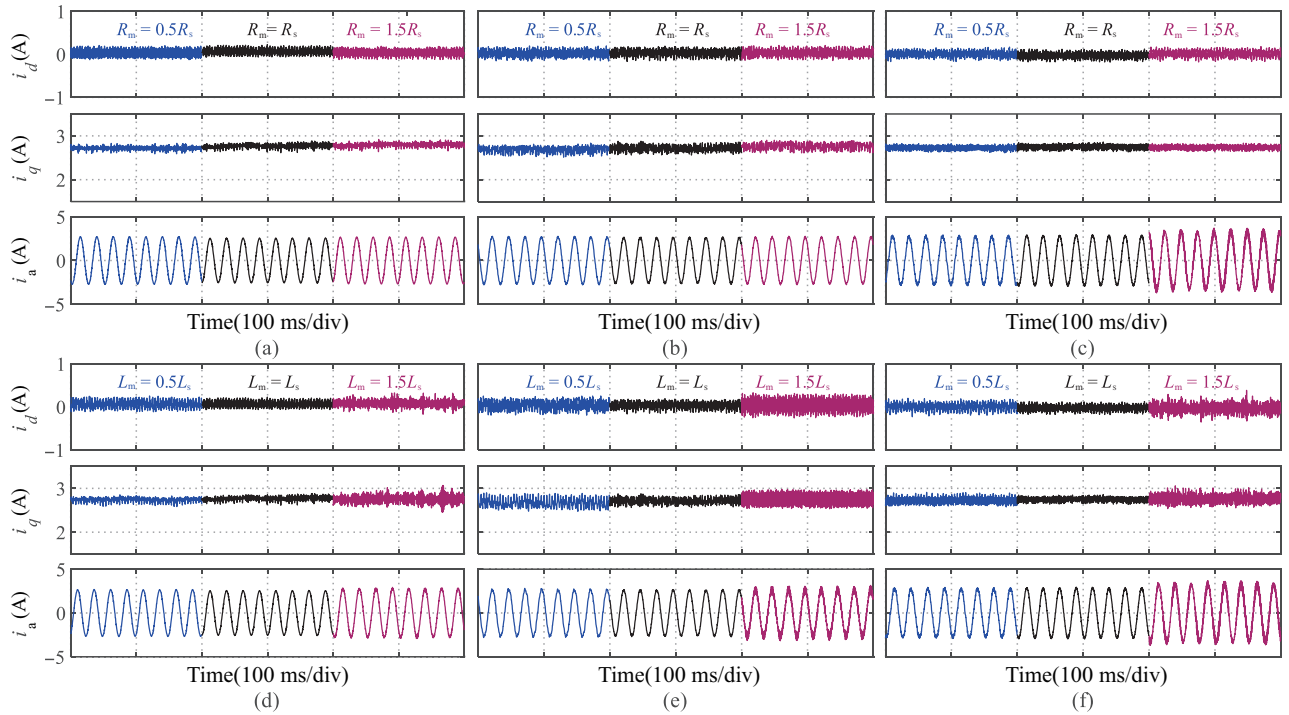 1
R_m = 0.5R_s R_m = R_s R_m = 1.5R_s R_m = 0.5R_s R_m = R_s R_m = 1.5R_s R_m = 0.5R_s R_m = R_s R_m = 1.5R_s
i_d(A)
0
−1
3
i_q(A)
2
5
i_a(A)
0
−5
Time(100 ms/div) Time(100 ms/div) Time(100 ms/div)
(a) (b) (c)
1
L_m = 0.5L_s L_m = L_s L_m = 1.5L_s L_m = 0.5L_s L_m = L_s L_m = 1.5L_s L_m = 0.5L_s L_m = L_s L_m = 1.5L_s
i_d(A)
0
−1
3
i_q(A)
2
5
i_a(A)
0
−5
Time(100 ms/div) Time(100 ms/div) Time(100 ms/div)
(d) (e) (f)